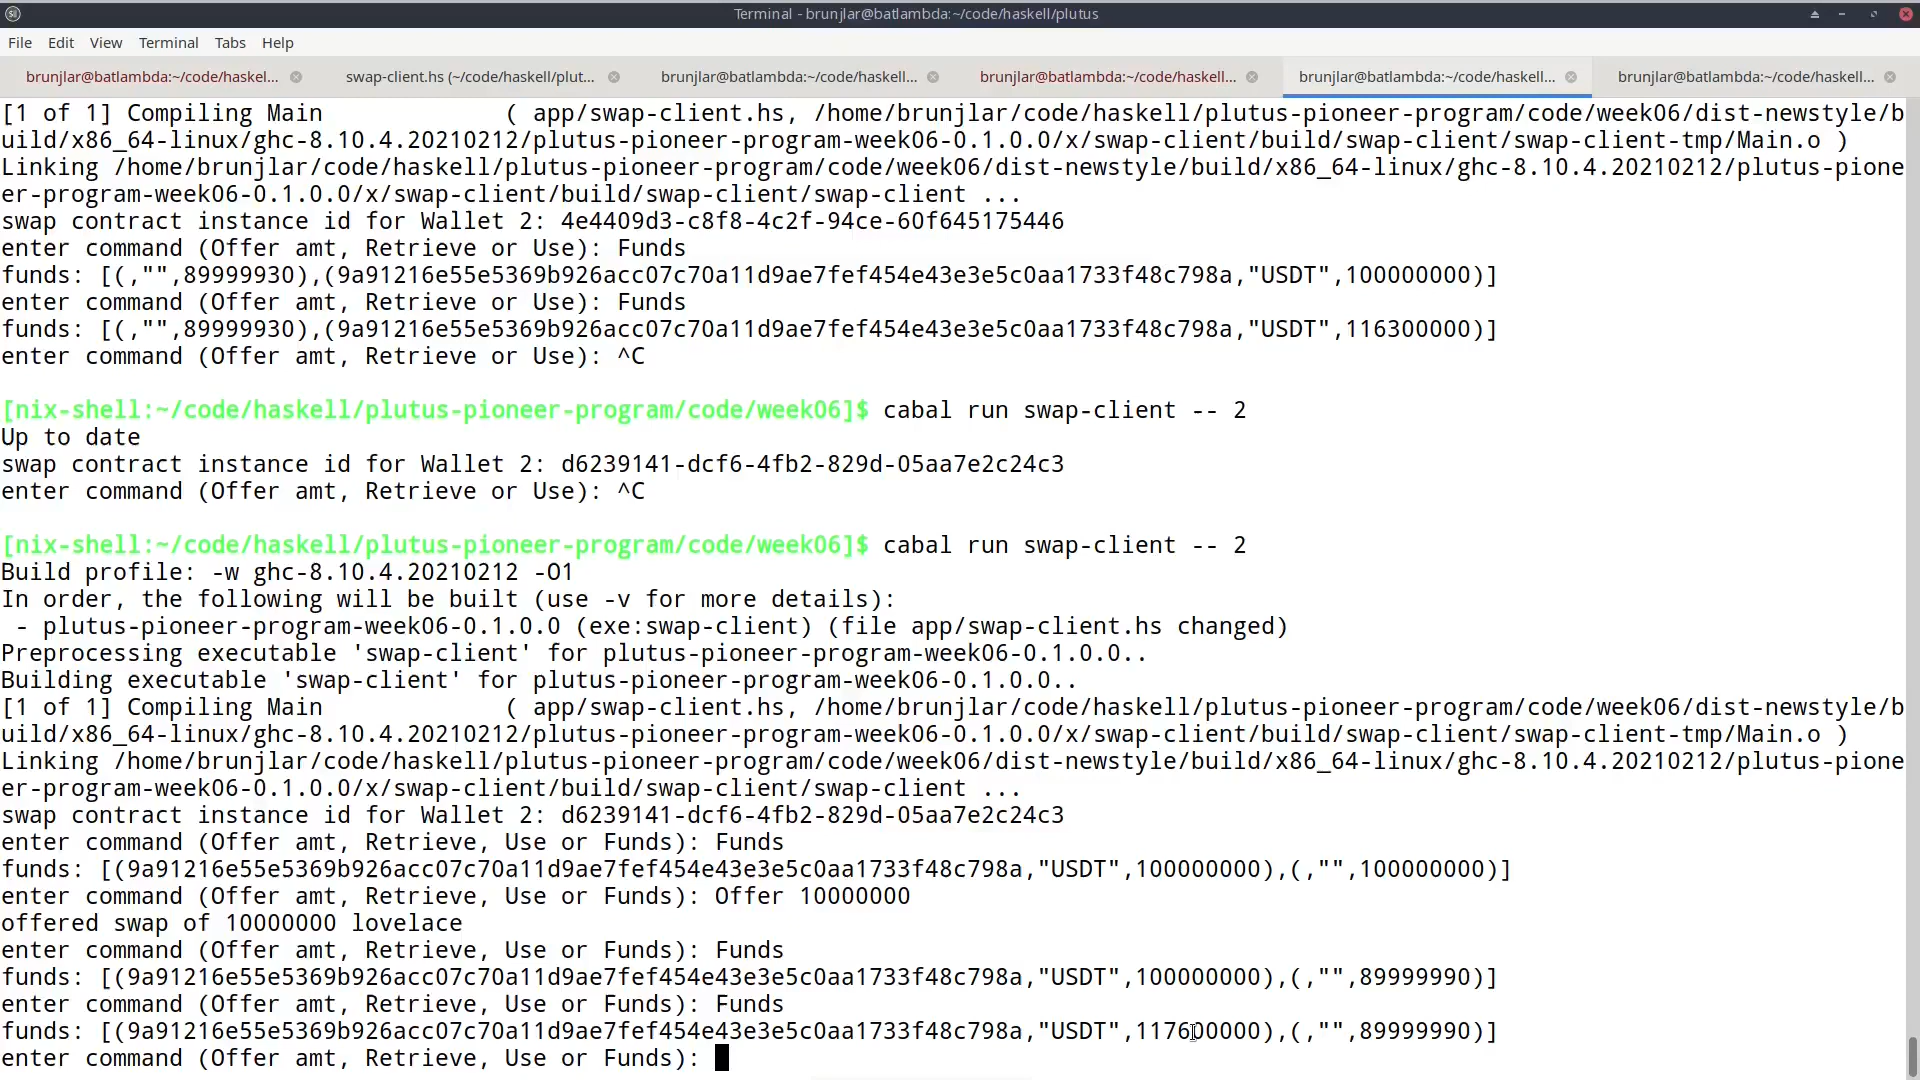 Terminal - brunjlar@batlambda:~/code/haskell/plutus
File Edit View Terminal Tabs Help
brunjlar@batlambda:~/code/haskel... swap-client.hs (~/code/haskell/plut... brunjlar@batlambda:~/code/haskell... brunjlar@batlambda:~/code/haskell... brunjlar@batlambda:~/code/haskell... brunjlar@batlambda:~/code/haskell...
[1 of 1] Compiling Main             ( app/swap-client.hs, /home/brunjlar/code/haskell/plutus-pioneer-program/code/week06/dist-newstyle/b
uild/x86_64-linux/ghc-8.10.4.20210212/plutus-pioneer-program-week06-0.1.0.0/x/swap-client/build/swap-client/swap-client-tmp/Main.o )
Linking /home/brunjlar/code/haskell/plutus-pioneer-program/code/week06/dist-newstyle/build/x86_64-linux/ghc-8.10.4.20210212/plutus-pione
er-program-week06-0.1.0.0/x/swap-client/build/swap-client/swap-client ...
swap contract instance id for Wallet 2: 4e4409d3-c8f8-4c2f-94ce-60f645175446
enter command (Offer amt, Retrieve or Use): Funds
funds: [(,"",89999930),(9a91216e55e5369b926acc07c70a11d9ae7fef454e43e3e5c0aa1733f48c798a,"USDT",100000000)]
enter command (Offer amt, Retrieve or Use): Funds
funds: [(,"",89999930),(9a91216e55e5369b926acc07c70a11d9ae7fef454e43e3e5c0aa1733f48c798a,"USDT",116300000)]
enter command (Offer amt, Retrieve or Use): ^C
[nix-shell:~/code/haskell/plutus-pioneer-program/code/week06]$ cabal run swap-client -- 2
Up to date
swap contract instance id for Wallet 2: d6239141-dcf6-4fb2-829d-05aa7e2c24c3
enter command (Offer amt, Retrieve or Use): ^C
[nix-shell:~/code/haskell/plutus-pioneer-program/code/week06]$ cabal run swap-client -- 2
Build profile: -w ghc-8.10.4.20210212 -O1
In order, the following will be built (use -v for more details):
 - plutus-pioneer-program-week06-0.1.0.0 (exe:swap-client) (file app/swap-client.hs changed)
Preprocessing executable 'swap-client' for plutus-pioneer-program-week06-0.1.0.0..
Building executable 'swap-client' for plutus-pioneer-program-week06-0.1.0.0..
[1 of 1] Compiling Main             ( app/swap-client.hs, /home/brunjlar/code/haskell/plutus-pioneer-program/code/week06/dist-newstyle/b
uild/x86_64-linux/ghc-8.10.4.20210212/plutus-pioneer-program-week06-0.1.0.0/x/swap-client/build/swap-client/swap-client-tmp/Main.o )
Linking /home/brunjlar/code/haskell/plutus-pioneer-program/code/week06/dist-newstyle/build/x86_64-linux/ghc-8.10.4.20210212/plutus-pione
er-program-week06-0.1.0.0/x/swap-client/build/swap-client/swap-client ...
swap contract instance id for Wallet 2: d6239141-dcf6-4fb2-829d-05aa7e2c24c3
enter command (Offer amt, Retrieve, Use or Funds): Funds
funds: [(9a91216e55e5369b926acc07c70a11d9ae7fef454e43e3e5c0aa1733f48c798a,"USDT",100000000),(,"",100000000)]
enter command (Offer amt, Retrieve, Use or Funds): Offer 10000000
offered swap of 10000000 lovelace
enter command (Offer amt, Retrieve, Use or Funds): Funds
funds: [(9a91216e55e5369b926acc07c70a11d9ae7fef454e43e3e5c0aa1733f48c798a,"USDT",100000000),(,"",89999990)]
enter command (Offer amt, Retrieve, Use or Funds): Funds
funds: [(9a91216e55e5369b926acc07c70a11d9ae7fef454e43e3e5c0aa1733f48c798a,"USDT",117600000),(,"",89999990)]
enter command (Offer amt, Retrieve, Use or Funds):